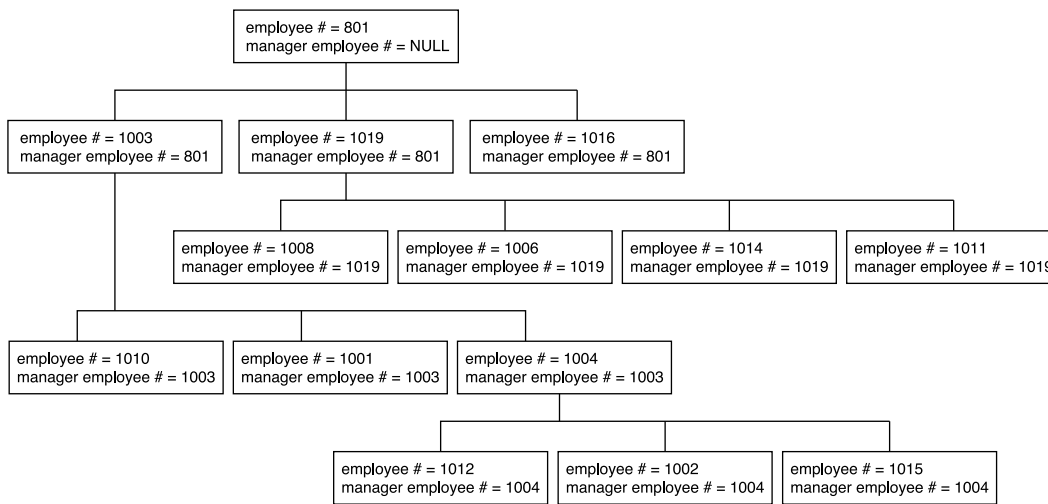 employee # = 801
manager employee # = NULL
employee # = 1003
manager employee # = 801
employee # = 1019
manager employee # = 801
employee # = 1016
manager employee # = 801
employee # = 1008
manager employee # = 1019
employee # = 1006
manager employee # = 1019
employee # = 1014
manager employee # = 1019
employee # = 1011
manager employee # = 1019
employee # = 1010
manager employee # = 1003
employee # = 1001
manager employee # = 1003
employee # = 1004
manager employee # = 1003
employee # = 1012
manager employee # = 1004
employee # = 1002
manager employee # = 1004
employee # = 1015
manager employee # = 1004